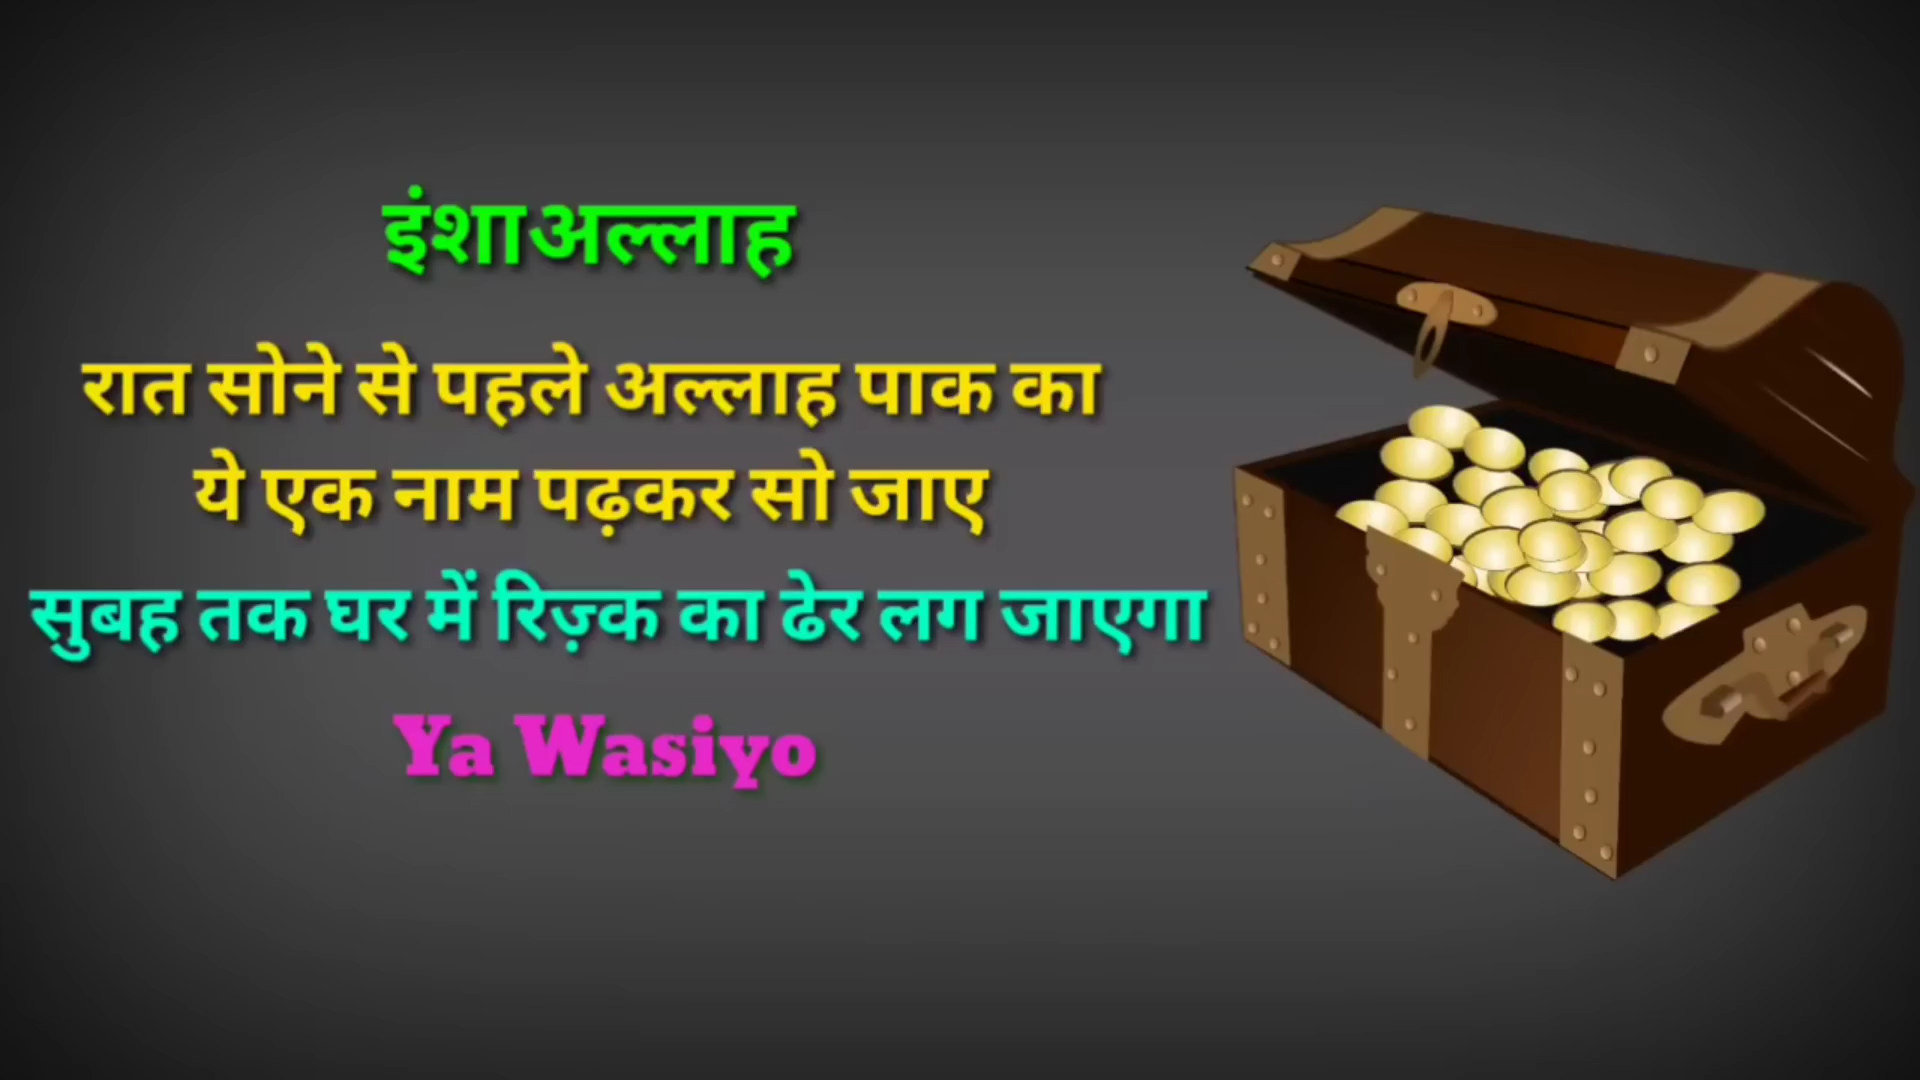 इंशाअल्लाह
रात सोने से पहले अल्लाह पाक का
ये एक नाम पढ़कर सो जाए
सुबह तक घर में रिज़्क का ढेर लग जाएगा
Ya Wasiyo